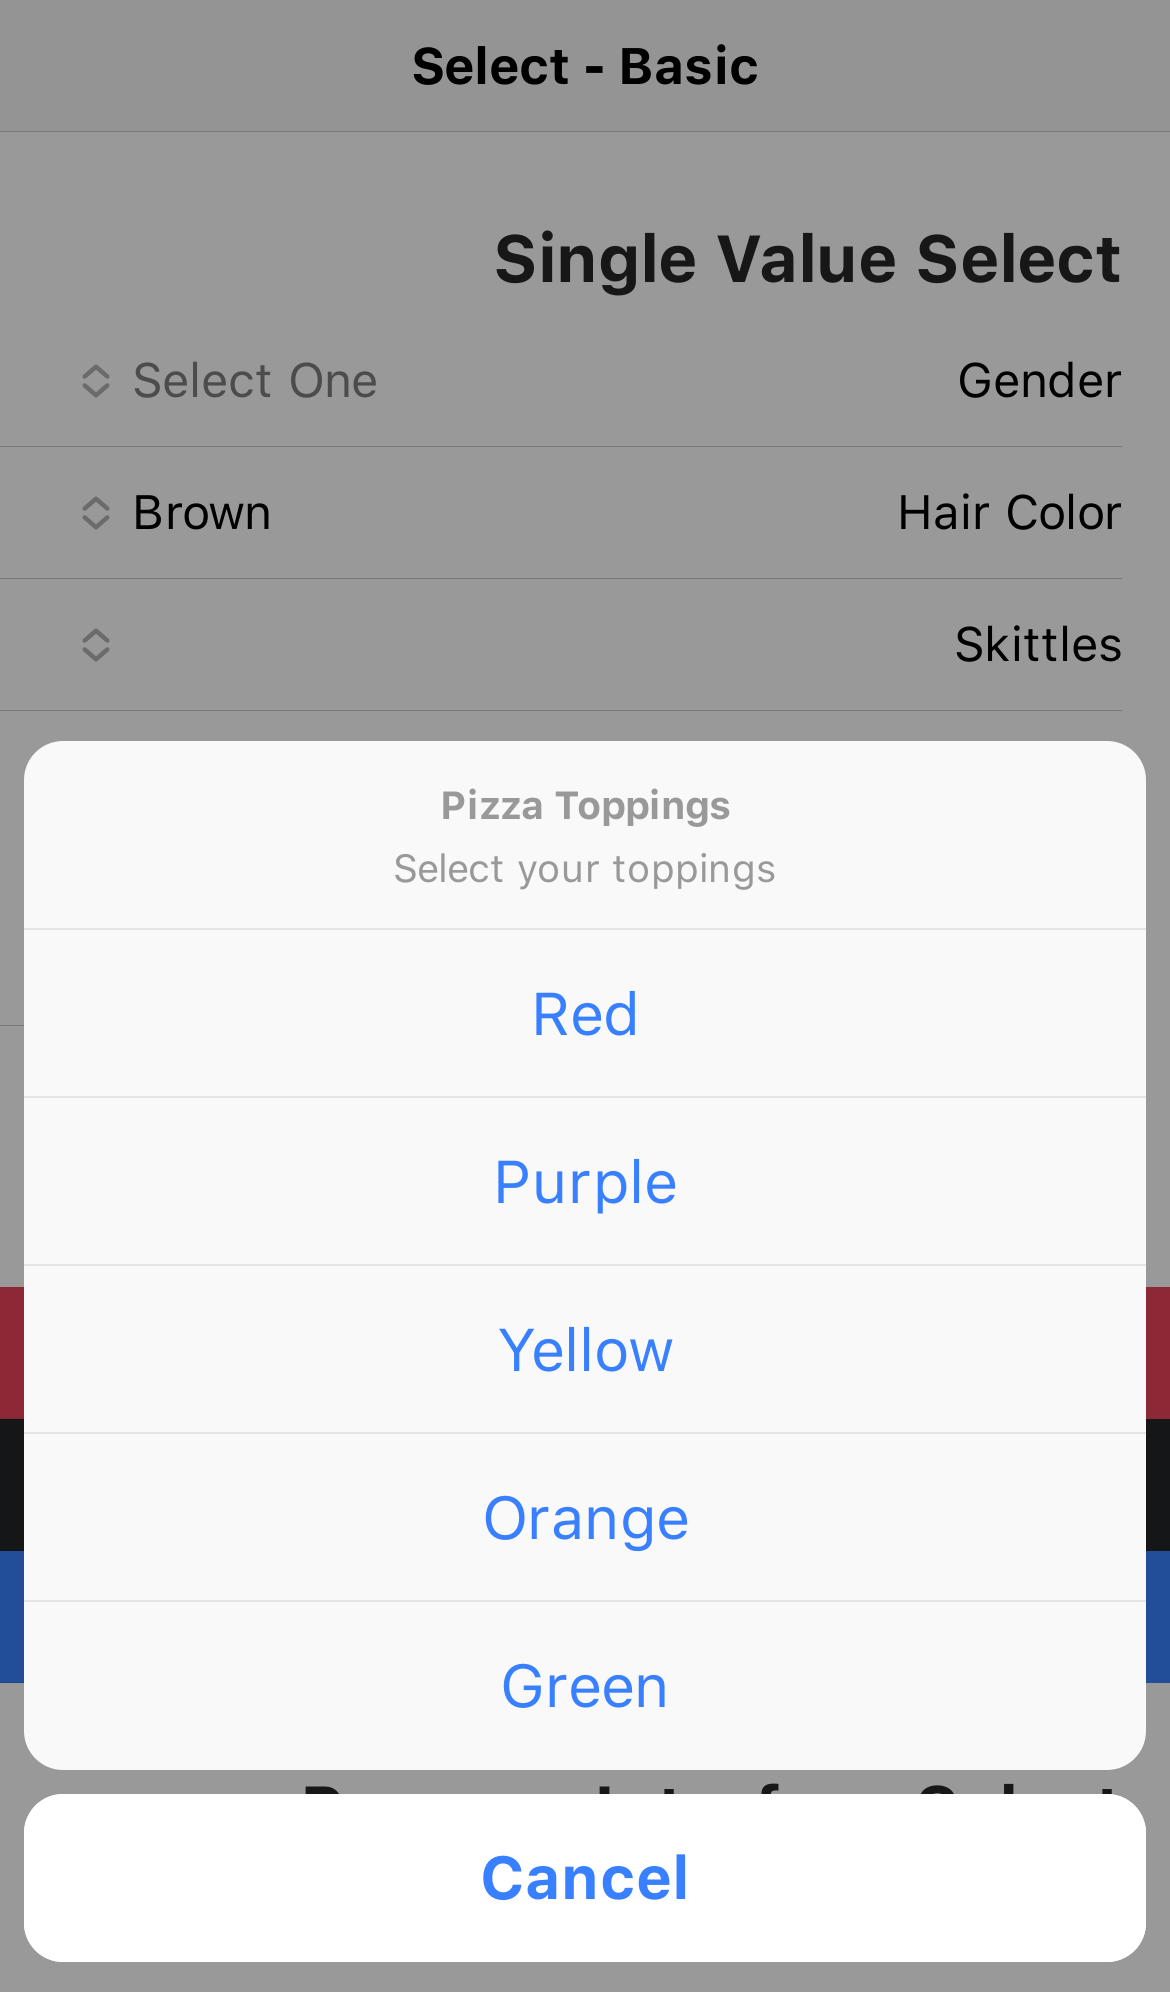 Select - Basic
Single Value Select
Gender
Select One
Hair Color
Brown
Skittles
Pizza Toppings
Select your toppings
Red
Purple
Yellow
Orange
Green
Select
Cancel